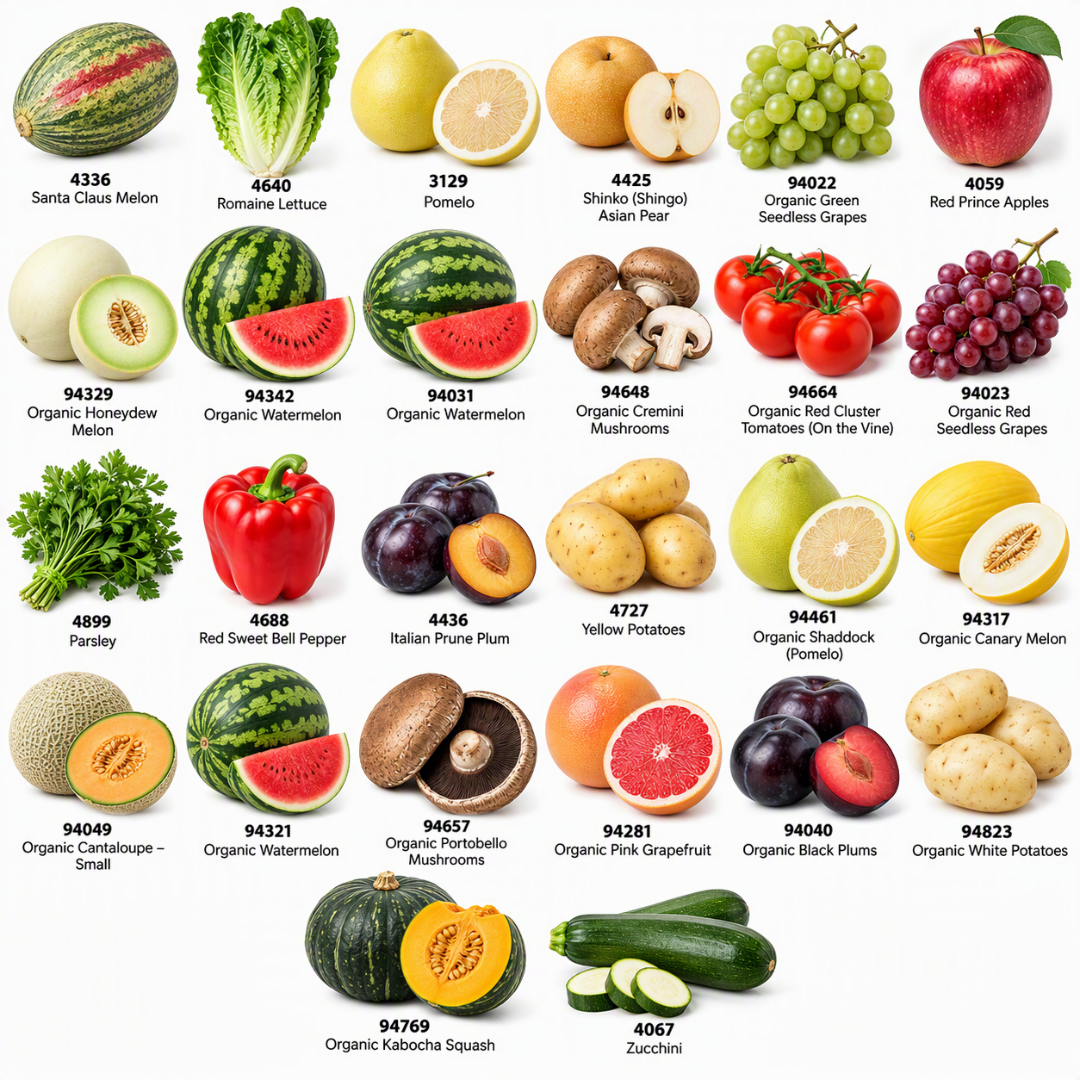 4336
Santa Claus Melon
4640
Romaine Lettuce
3129
Pomelo
4425
Shinko (Shingo)
Asian Pear
94022
Organic Green
Seedless Grapes
4059
Red Prince Apples
94329
Organic Honeydew
Melon
94342
Organic Watermelon
94031
Organic Watermelon
94648
Organic Cremini
Mushrooms
94664
Organic Red Cluster
Tomatoes (On the Vine)
94023
Organic Red
Seedless Grapes
4899
Parsley
4688
Red Sweet Bell Pepper
4436
Italian Prune Plum
4727
Yellow Potatoes
94461
Organic Shaddock
(Pomelo)
94317
Organic Canary Melon
94049
Organic Cantaloupe –
Small
94321
Organic Watermelon
94657
Organic Portobello
Mushrooms
94281
Organic Pink Grapefruit
94040
Organic Black Plums
94823
Organic White Potatoes
94769
Organic Kabocha Squash
4067
Zucchini